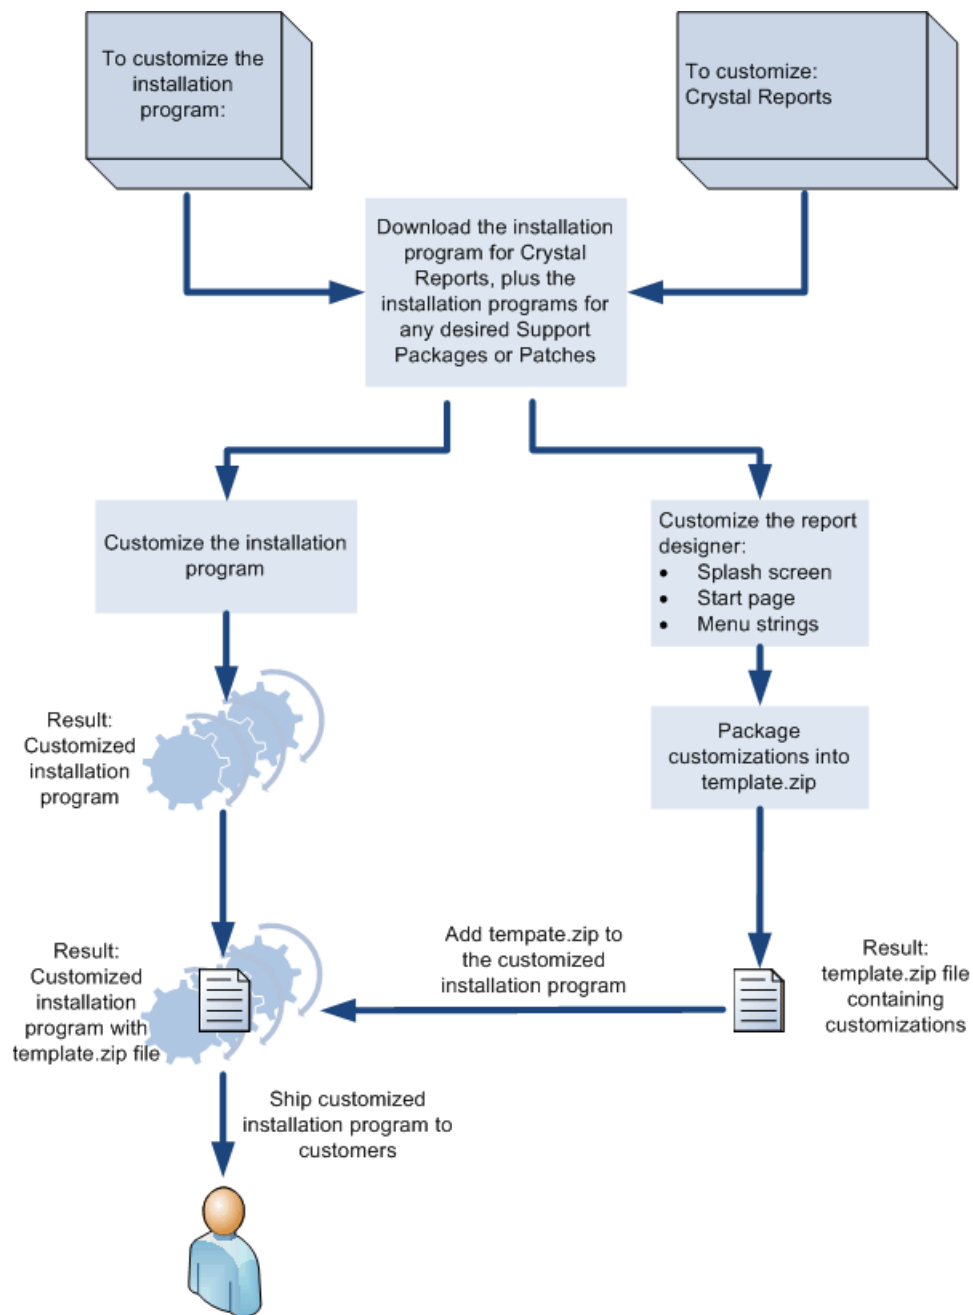 To customize the
installation
program:
To customize:
Crystal Reports
Download the installation
program for Crystal
Reports, plus the
installation programs for
any desired Support
Packages or Patches
Customize the installation
program
Customize the report
designer:
• Splash screen
• Start page
• Menu strings
Result:
Customized
installation
program
Package
customizations into
template.zip
Result:
Customized
installation
program with
template.zip file
Add tempate.zip to
the customized
installation program
Result:
template.zip file
containing
customizations
Ship customized
installation program to
customers